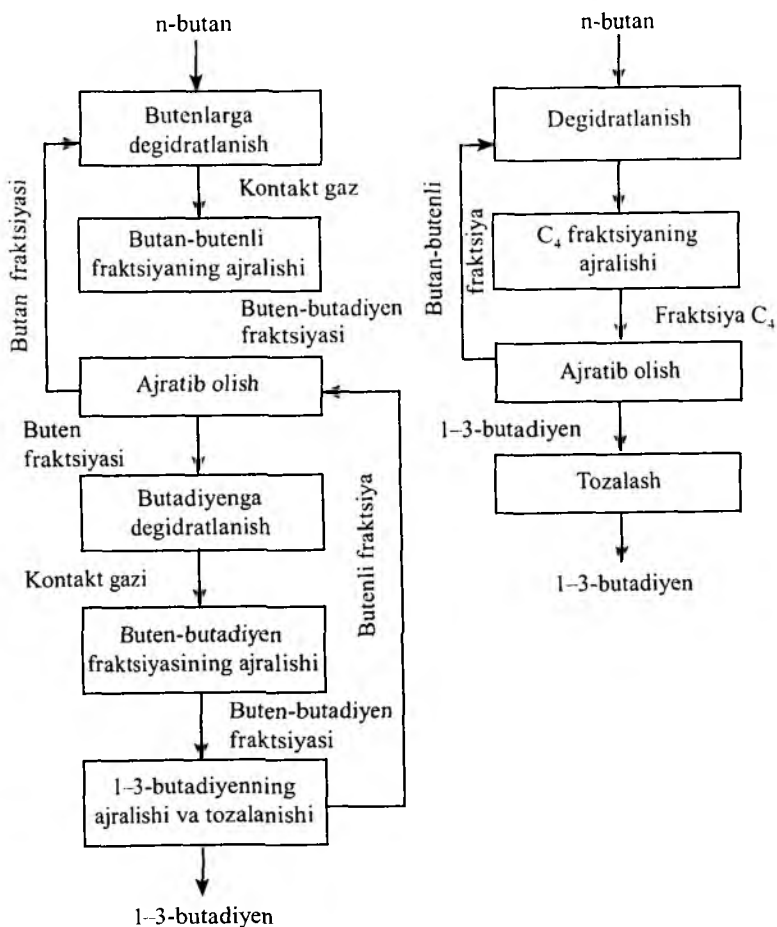 n-butan
Butenlarga
degidratlanish
Butan fraktsiyasi
Kontakt gaz
Butan-butenli
fraktsiyaning ajralishi
Buten-butadiyen
fraktsiyasi
Ajratib olish
Buten
fraktsiyasi
Butadiyenga
degidratlanish
Butenli fraktsiya
Kontakt gazi
Buten-butadiyen
fraktsiyasining ajralishi
Buten-butadiyen
fraktsiyasi
1–3-butadiyenning
ajralishi va tozalanishi
1–3-butadiyen
n-butan
Degidratlanish
Butan-butenli
fraktsiya
C₄ fraktsiyaning
ajralishi
Fraktsiya C₄
Ajratib olish
1–3-butadiyen
Tozalash
1–3-butadiyen